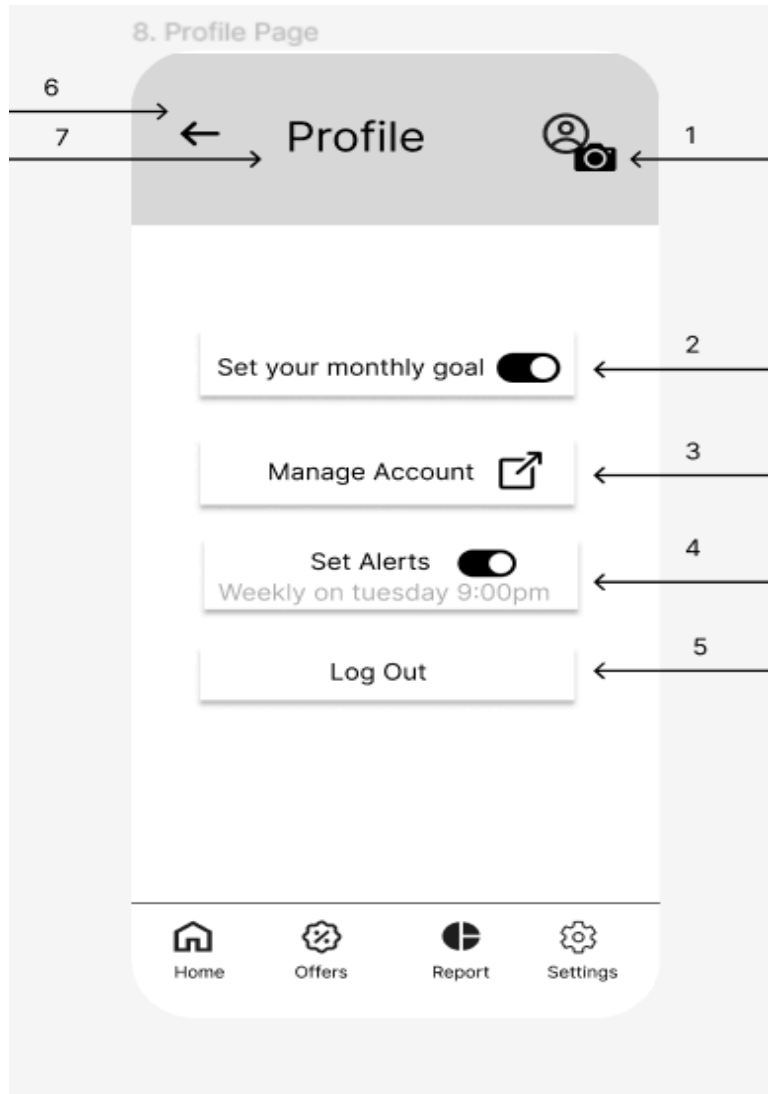 8. Profile Page
6
7
Profile
1
Set your monthly goal
2
Manage Account
3
Set Alerts
Weekly on tuesday 9:00pm
4
Log Out
5
Home Offers Report Settings